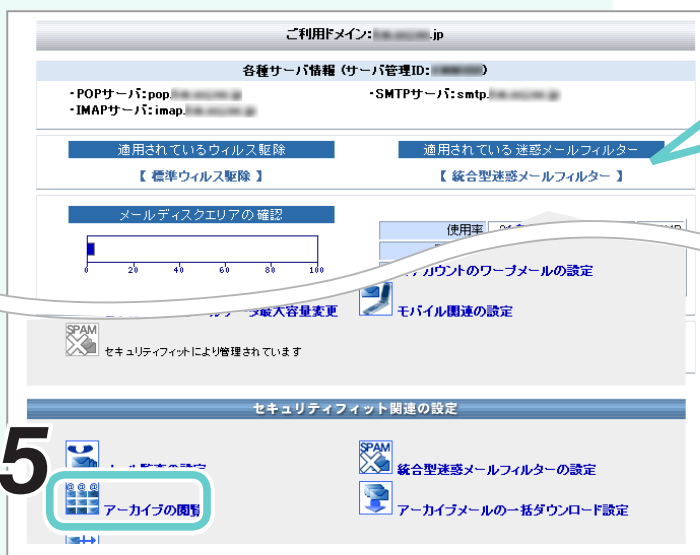 ご利用ドメイン: .jp
各種サーバ情報 (サーバ管理ID: )
・POPサーバ:pop.
・SMTPサーバ:smtp.
・IMAPサーバ:imap.
適用されているウィルス駆除
適用されている 迷惑メールフィルター
【 標準ウィルス駆除 】
【 統合型迷惑メールフィルター 】
メールディスクエリアの確認
使用率
0 20 40 60 80 100
アカウントのワープメールの設定
最大容量変更
モバイル関連の設定
SPAM
セキュリティフィットにより管理されています
セキュリティフィット関連の設定
5
SPAM
統合型迷惑メールフィルターの設定
@ @ @
アーカイブの閲覧
アーカイブメールの一括ダウンロード設定